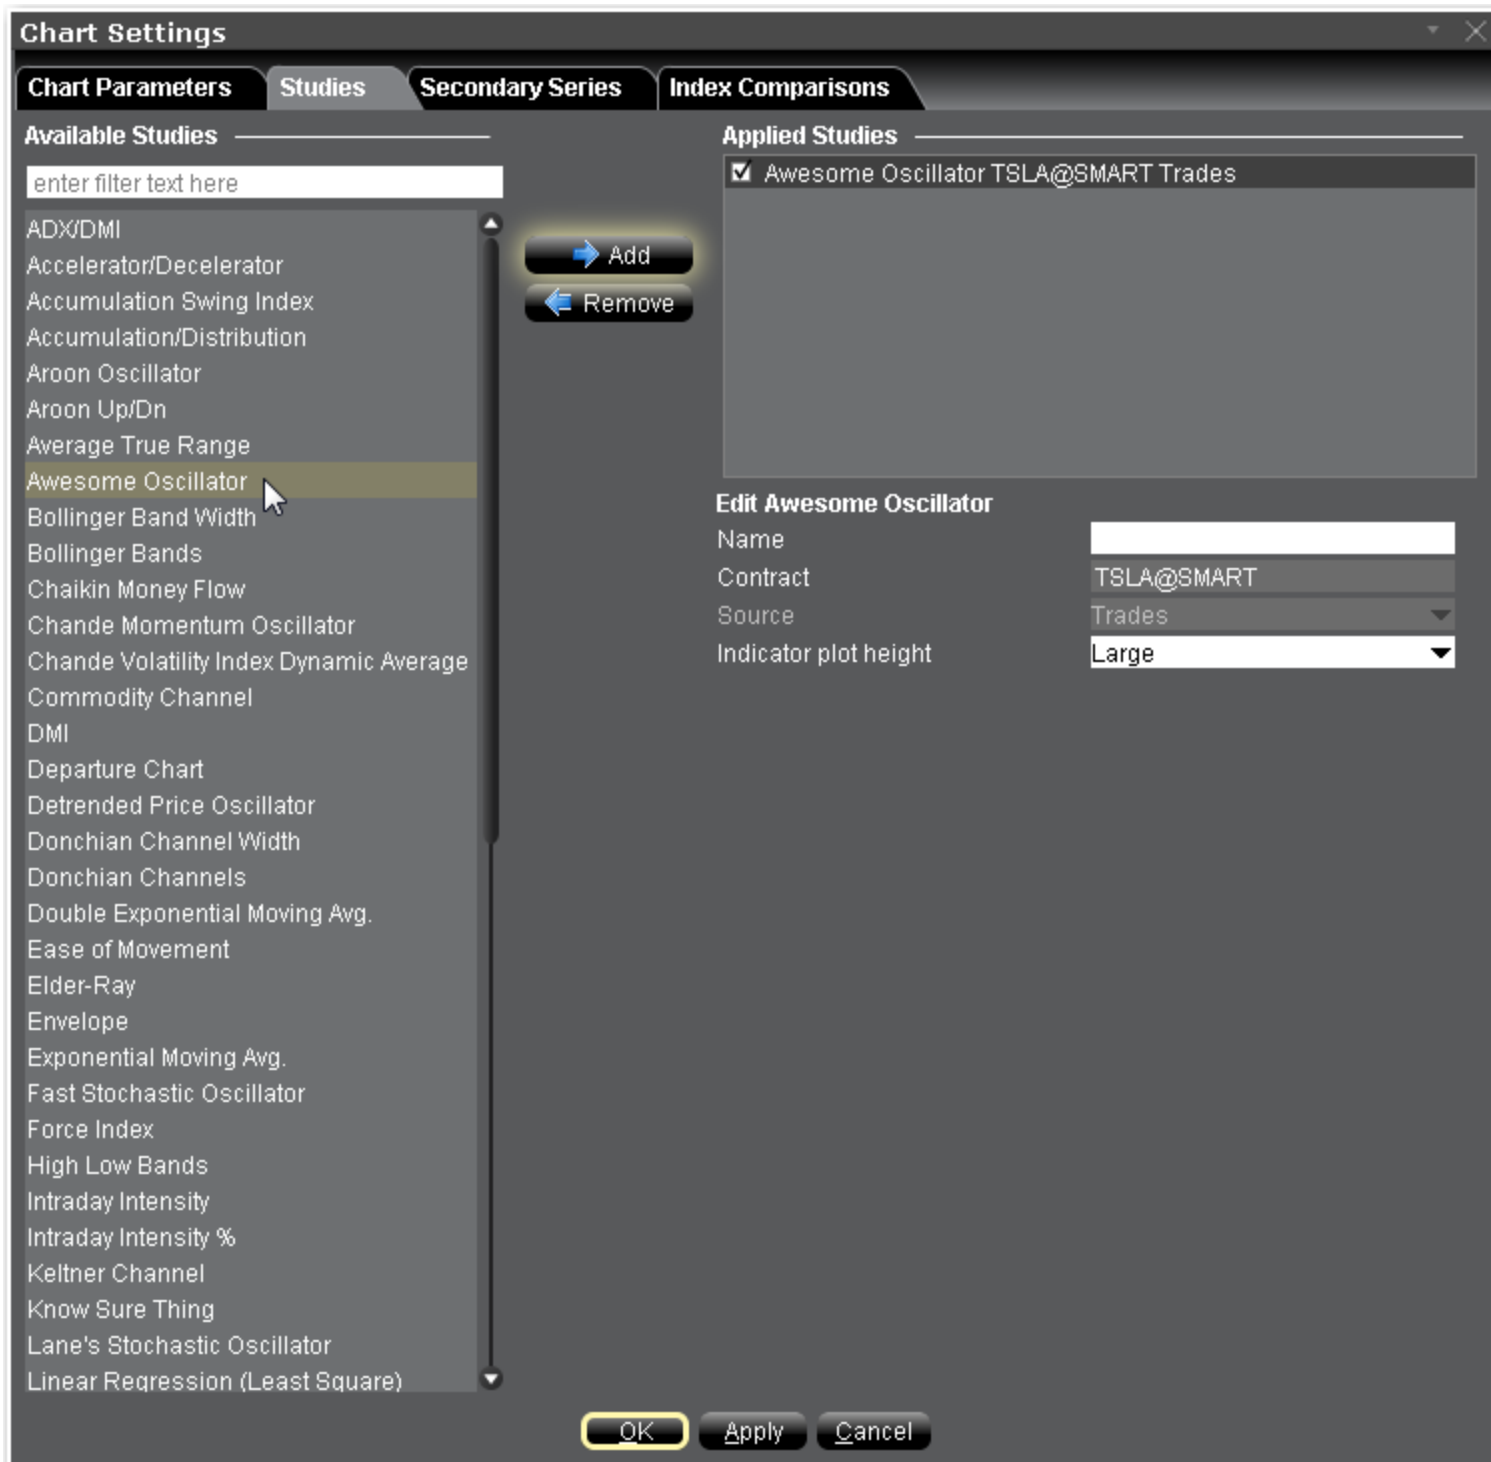 Chart Settings
Chart Parameters
Studies
Secondary Series
Index Comparisons
Available Studies
enter filter text here
ADX/DMI
Accelerator/Decelerator
Accumulation Swing Index
Accumulation/Distribution
Aroon Oscillator
Aroon Up/Dn
Average True Range
Awesome Oscillator
Bollinger Band Width
Bollinger Bands
Chaikin Money Flow
Chande Momentum Oscillator
Chande Volatility Index Dynamic Average
Commodity Channel
DMI
Departure Chart
Detrended Price Oscillator
Donchian Channel Width
Donchian Channels
Double Exponential Moving Avg.
Ease of Movement
Elder-Ray
Envelope
Exponential Moving Avg.
Fast Stochastic Oscillator
Force Index
High Low Bands
Intraday Intensity
Intraday Intensity %
Keltner Channel
Know Sure Thing
Lane's Stochastic Oscillator
Linear Regression (Least Square)
Add
Remove
Applied Studies
Awesome Oscillator TSLA@SMART Trades
Edit Awesome Oscillator
Name
Contract TSLA@SMART
Source Trades
Indicator plot height Large
OK
Apply
Cancel